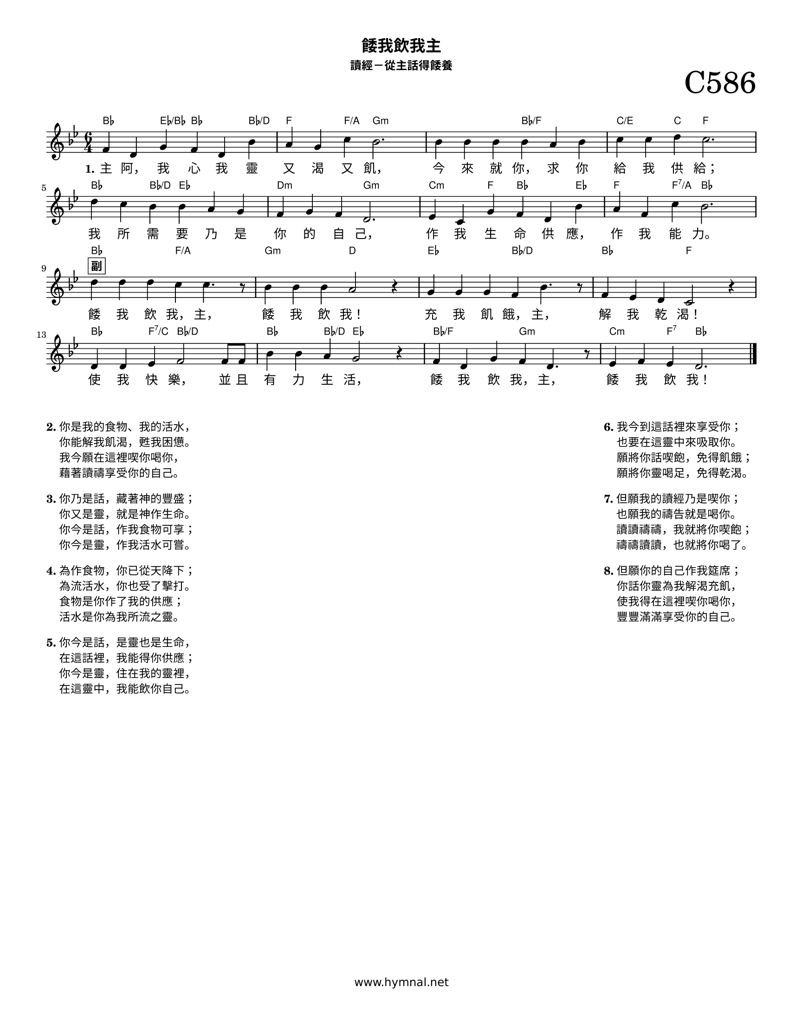 餧我飲我主
讀經－從主話得餧養
C586
B♭ E♭/B♭ B♭ B♭/D F F/A Gm B♭/F C/E C F
6
4
1. 主 阿， 我 心 我 靈 又 渴 又 飢， 今 來 就 你， 求 你 給 我 供 給；
5 B♭ B♭/D E♭ Dm Gm Cm F B♭ E♭ F F7/A B♭
我 所 需 要 乃 是 你 的 自 己， 作 我 生 命 供 應， 作 我 能 力。
B♭ F/A Gm D E♭ B♭/D B♭ F
9 副
餧 我 飲 我， 主， 餧 我 飲 我！ 充 我 飢 餓， 主， 解 我 乾 渴！
13 B♭ F7/C B♭/D B♭ B♭/D E♭ B♭/F Gm Cm F7 B♭
使 我 快 樂， 並 且 有 力 生 活， 餧 我 飲 我， 主， 餧 我 飲 我！
2. 你是我的食物、我的活水，
你能解我飢渴，甦我困憊。
我今願在這裡喫你喝你，
藉著讀禱享受你的自己。
3. 你乃是話，藏著神的豐盛；
你又是靈，就是神作生命。
你今是話，作我食物可享；
你今是靈，作我活水可嘗。
4. 為作食物，你已從天降下；
為流活水，你也受了擊打。
食物是你作了我的供應；
活水是你為我所流之靈。
5. 你今是話，是靈也是生命，
在這話裡，我能得你供應；
你今是靈，住在我的靈裡，
在這靈中，我能飲你自己。
6. 我今到這話裡來享受你；
也要在這靈中來吸取你。
願將你話喫飽，免得飢餓；
願將你靈喝足，免得乾渴。
7. 但願我的讀經乃是喫你；
也願我的禱告就是喝你。
讀讀禱禱，我就將你喫飽；
禱禱讀讀，也就將你喝了。
8. 但願你的自己作我筵席；
你話你靈為我解渴充飢，
使我得在這裡喫你喝你，
豐豐滿滿享受你的自己。
www.hymnal.net